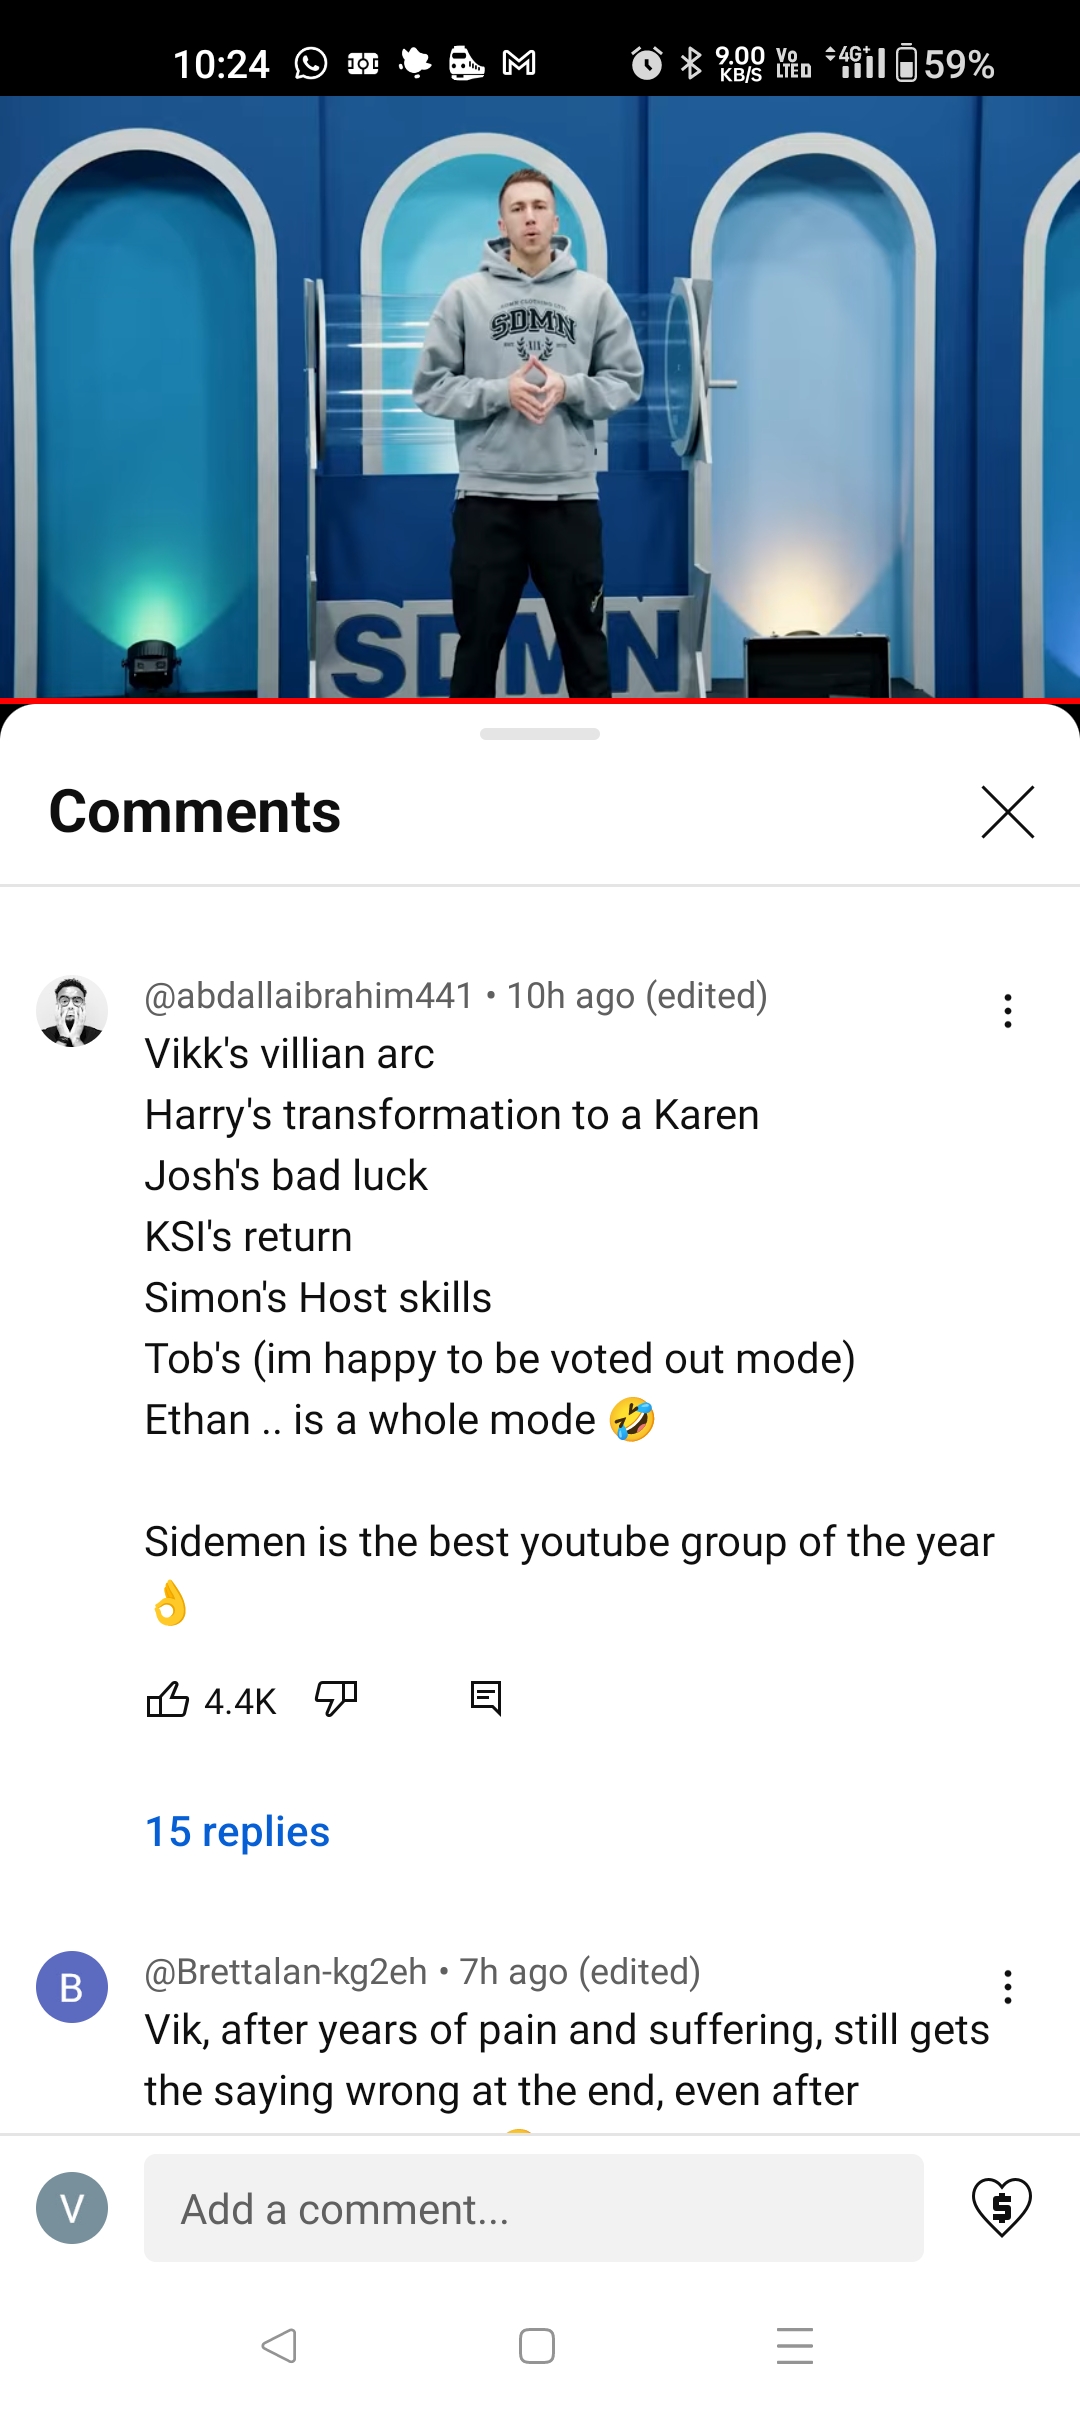 10:24 9.00 KB/S Vo LTE 4G+ 59%
SDMN
XIX
SDMN
Comments
@abdallaibrahim441 • 10h ago (edited)
Vikk's villian arc
Harry's transformation to a Karen
Josh's bad luck
KSI's return
Simon's Host skills
Tob's (im happy to be voted out mode)
Ethan .. is a whole mode 🤣
Sidemen is the best youtube group of the year
👌
4.4K
15 replies
B
@Brettalan-kg2eh • 7h ago (edited)
Vik, after years of pain and suffering, still gets
the saying wrong at the end, even after
V
Add a comment...